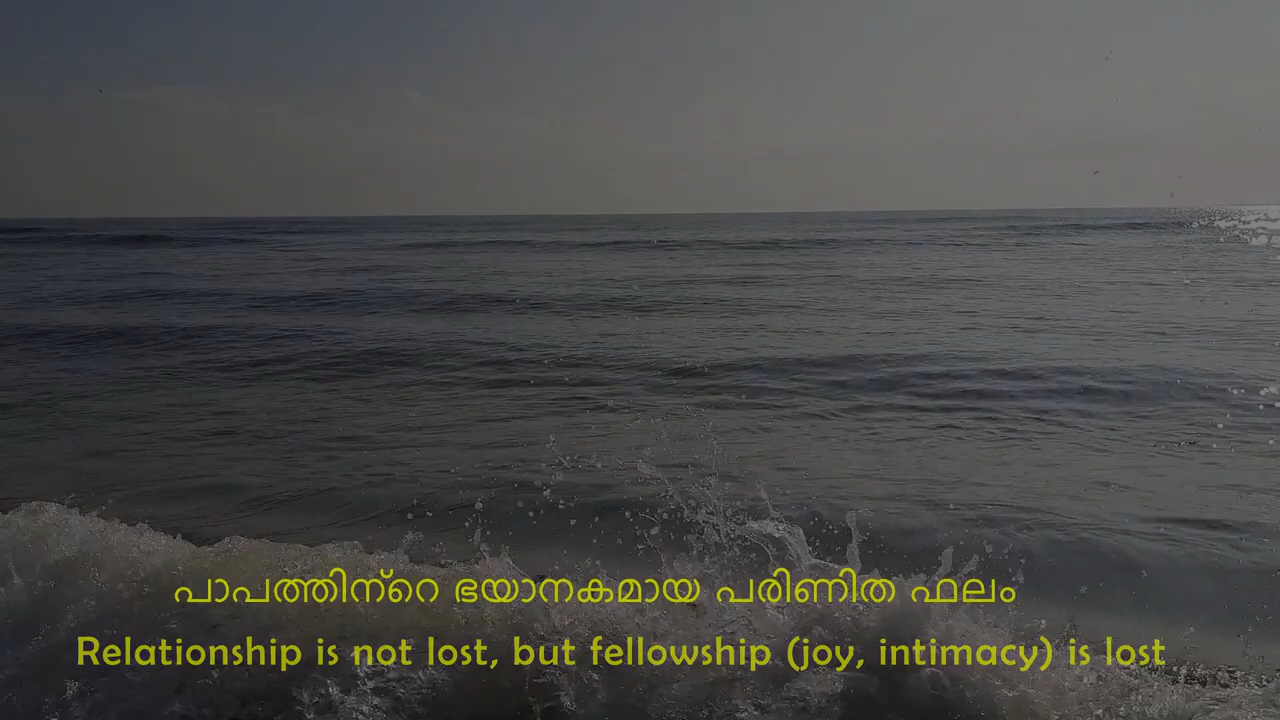 പാപത്തിന്റെ ഭയാനകമായ പരിണിത ഫലം
Relationship is not lost, but fellowship (joy, intimacy) is lost